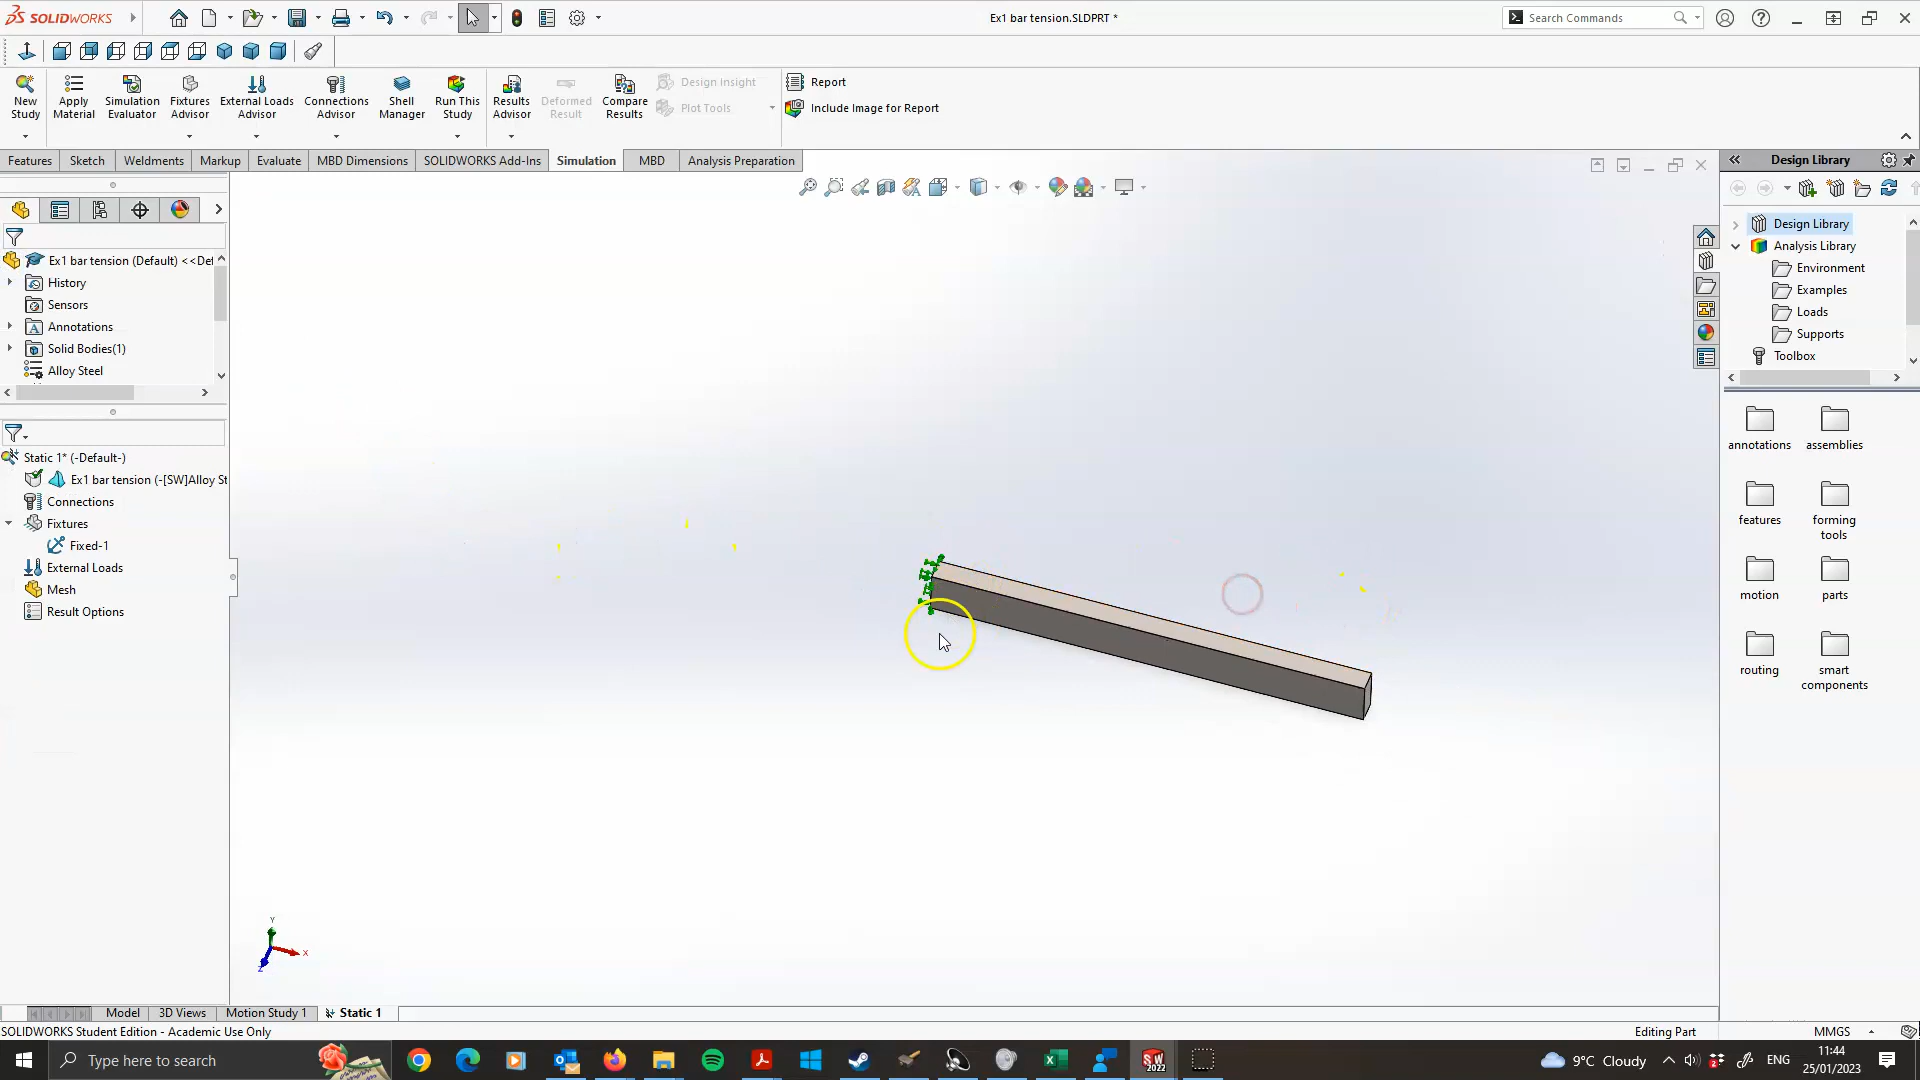 SOLIDWORKS
Ex1 bar tension.SLDPRT *
Search Commands
New Study
Apply Material
Simulation Evaluator
Fixtures Advisor
External Loads Advisor
Connections Advisor
Shell Manager
Run This Study
Results Advisor
Deformed Result
Compare Results
Design Insight
Plot Tools
Report
Include Image for Report
Features
Sketch
Weldments
Markup
Evaluate
MBD Dimensions
SOLIDWORKS Add-Ins
Simulation
MBD
Analysis Preparation
Ex1 bar tension (Default) <<Def
History
Sensors
Annotations
Solid Bodies(1)
Alloy Steel
Static 1* (-Default-)
Ex1 bar tension (-[SW]Alloy St
Connections
Fixtures
Fixed-1
External Loads
Mesh
Result Options
Y
X
Z
Design Library
Design Library
Analysis Library
Environment
Examples
Loads
Supports
Toolbox
annotations
assemblies
features
forming tools
motion
parts
routing
smart components
Model
3D Views
Motion Study 1
Static 1
SOLIDWORKS Student Edition - Academic Use Only
Editing Part
MMGS
Type here to search
SW 2022
9°C Cloudy
ENG
11:44
25/01/2023